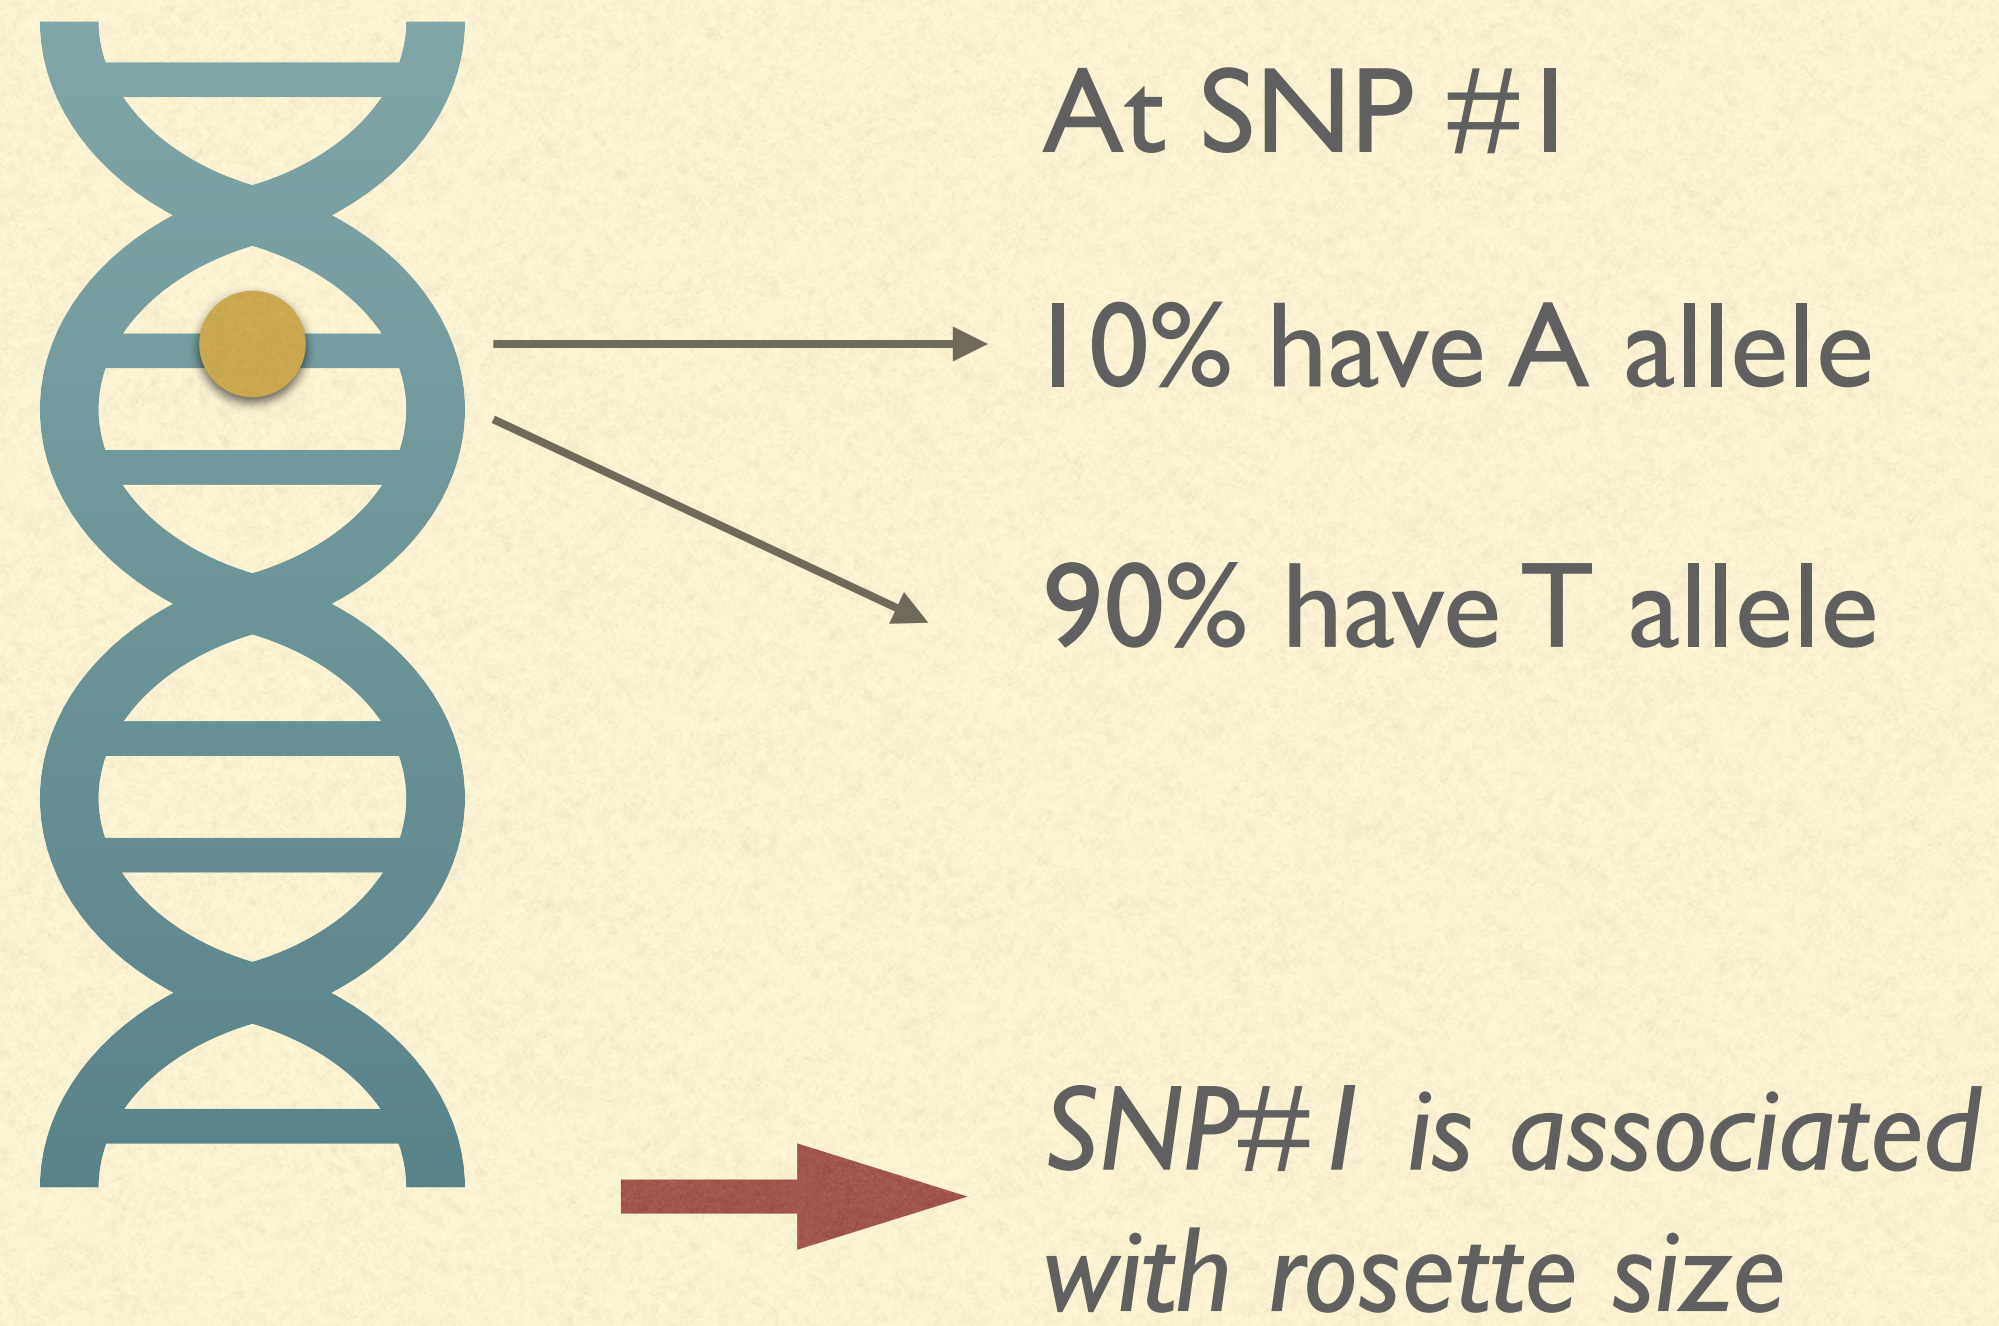 At SNP #1
10% have A allele
90% have T allele
SNP#1 is associated
with rosette size